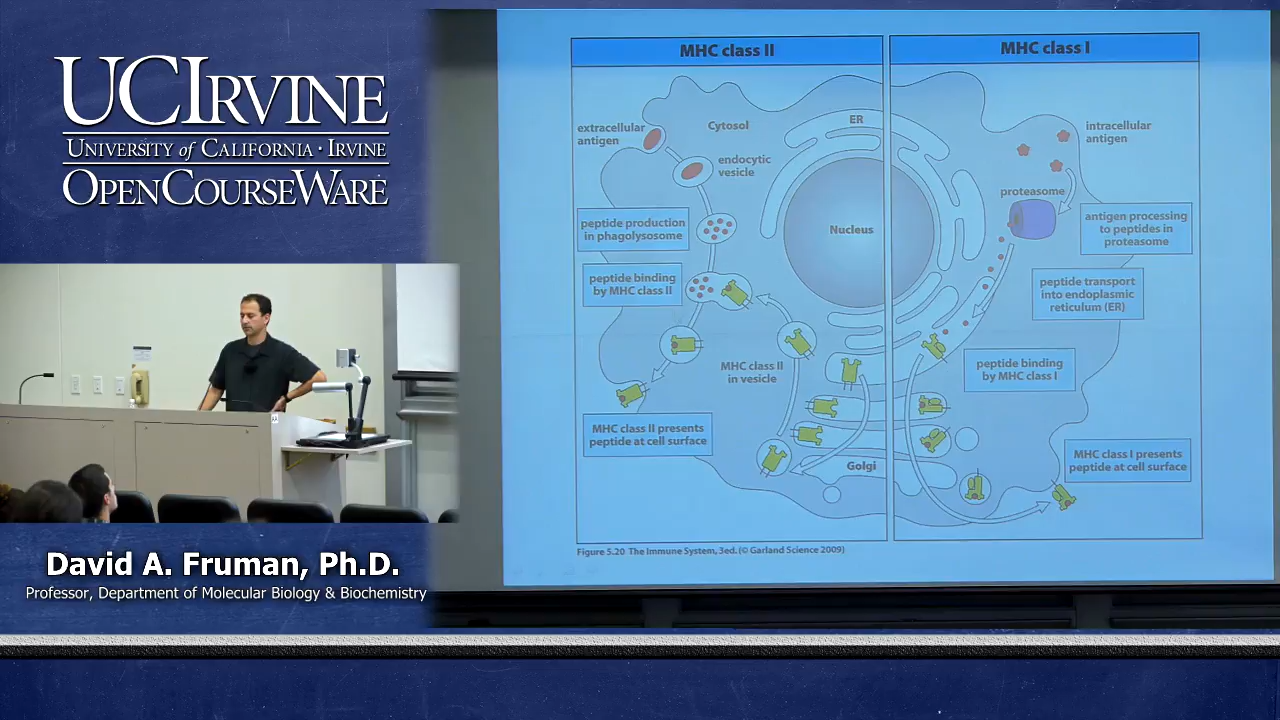 UCIRVINE
UNIVERSITY of CALIFORNIA · IRVINE
OPENCOURSEWARE
David A. Fruman, Ph.D.
Professor, Department of Molecular Biology & Biochemistry
MHC class II
extracellular
antigen
Cytosol
ER
endocytic
vesicle
peptide production
in phagolysosome
Nucleus
peptide binding
by MHC class II
MHC class II
in vesicle
MHC class II presents
peptide at cell surface
Golgi
MHC class I
intracellular
antigen
proteasome
antigen processing
to peptides in
proteasome
peptide transport
into endoplasmic
reticulum (ER)
peptide binding
by MHC class I
MHC class I presents
peptide at cell surface
Figure 5.20 The Immune System, 3ed. (© Garland Science 2009)